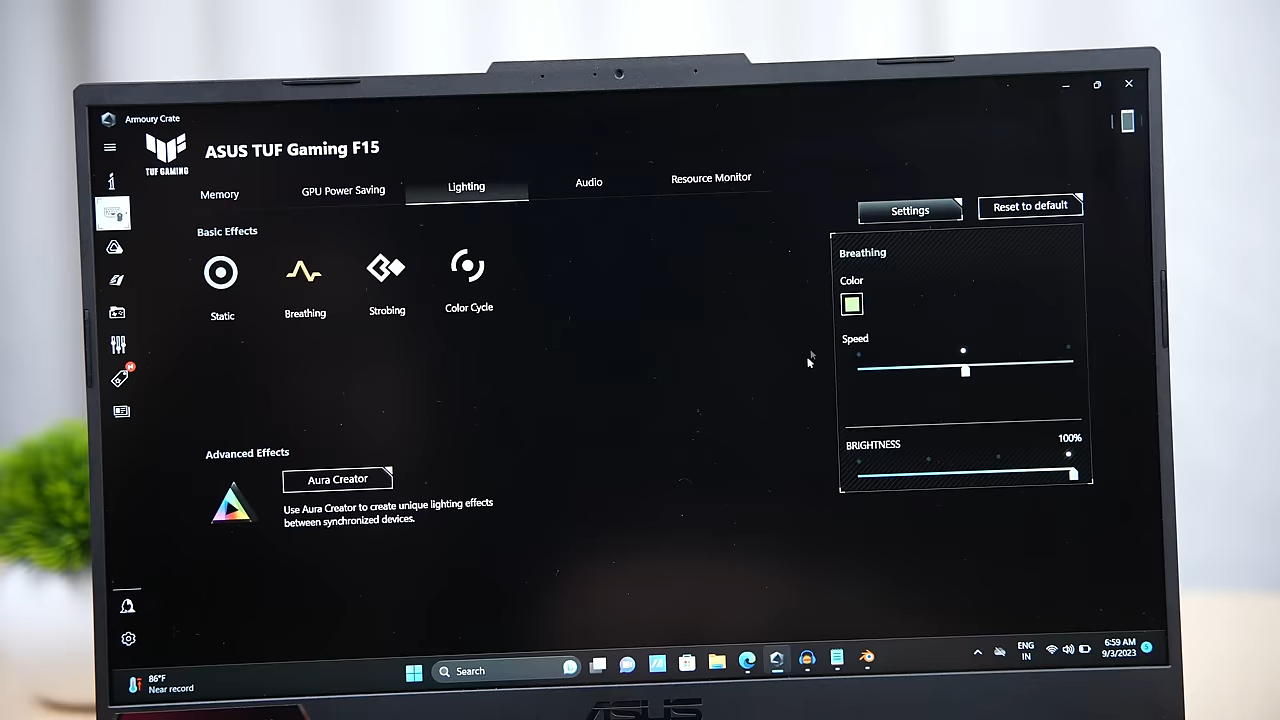 Armoury Crate
TUF GAMING
ASUS TUF Gaming F15
Memory
GPU Power Saving
Lighting
Audio
Resource Monitor
Settings
Reset to default
Basic Effects
Static
Breathing
Strobing
Color Cycle
Breathing
Color
Speed
BRIGHTNESS
100%
Advanced Effects
Aura Creator
Use Aura Creator to create unique lighting effects
between synchronized devices.
86°F
Near record
Search
ENG
IN
6:59 AM
9/3/2023
5
ASUS